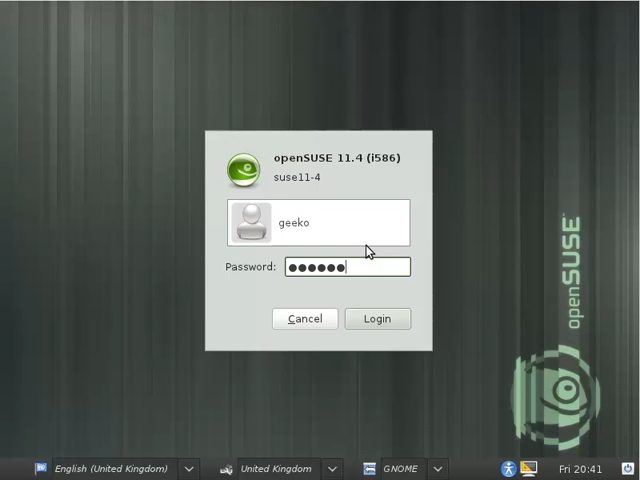 openSUSE 11.4 (i586)
suse11-4
geeko
Password: ●●●●●●
Cancel
Login
openSUSE
English (United Kingdom)
United Kingdom
GNOME
Fri 20:41